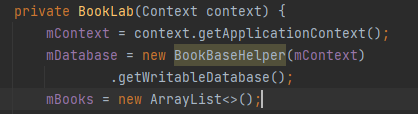 private BookLab(Context context) {
mContext = context.getApplicationContext();
mDatabase = new BookBaseHelper(mContext)
.getWritableDatabase();
mBooks = new ArrayList<>();